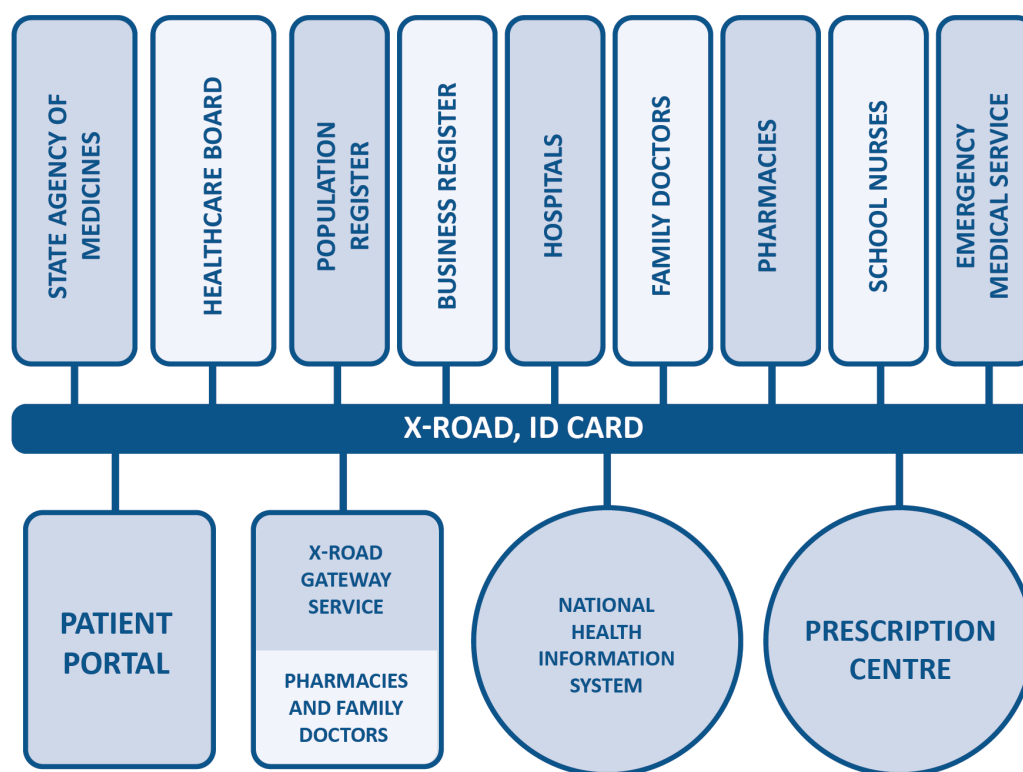 STATE AGENCY OF
MEDICINES
HEALTHCARE BOARD
POPULATION
REGISTER
BUSINESS REGISTER
HOSPITALS
FAMILY DOCTORS
PHARMACIES
SCHOOL NURSES
EMERGENCY
MEDICAL SERVICE
X-ROAD, ID CARD
PATIENT
PORTAL
X-ROAD
GATEWAY
SERVICE
PHARMACIES
AND FAMILY
DOCTORS
NATIONAL
HEALTH
INFORMATION
SYSTEM
PRESCRIPTION
CENTRE